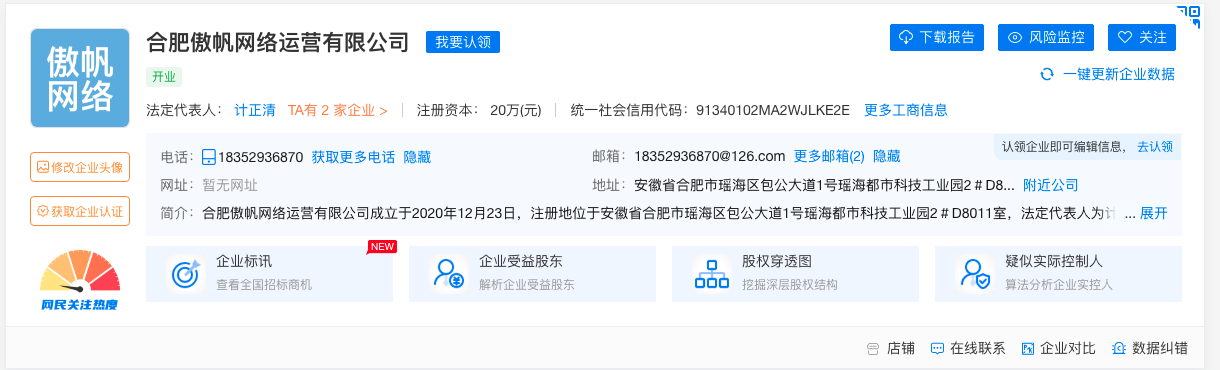 傲帆
网络
合肥傲帆网络运营有限公司 我要认领
下载报告 风险监控 关注
开业
一键更新企业数据
法定代表人： 计正清 TA有 2 家企业 > 注册资本： 20万(元) 统一社会信用代码：91340102MA2WJLKE2E 更多工商信息
认领企业即可编辑信息， 去认领
电话： 18352936870 获取更多电话 隐藏 邮箱： 18352936870@126.com 更多邮箱(2) 隐藏
网址： 暂无网址 地址： 安徽省合肥市瑶海区包公大道1号瑶海都市科技工业园2＃D8... 附近公司
简介： 合肥傲帆网络运营有限公司成立于2020年12月23日，注册地位于安徽省合肥市瑶海区包公大道1号瑶海都市科技工业园2＃D8011室，法定代表人为计 ... 展开
修改企业头像
获取企业认证
网民关注热度
企业标讯 NEW
查看全国招标商机
企业受益股东
解析企业受益股东
股权穿透图
挖掘深层股权结构
疑似实际控制人
算法分析企业实控人
店铺 在线联系 企业对比 数据纠错